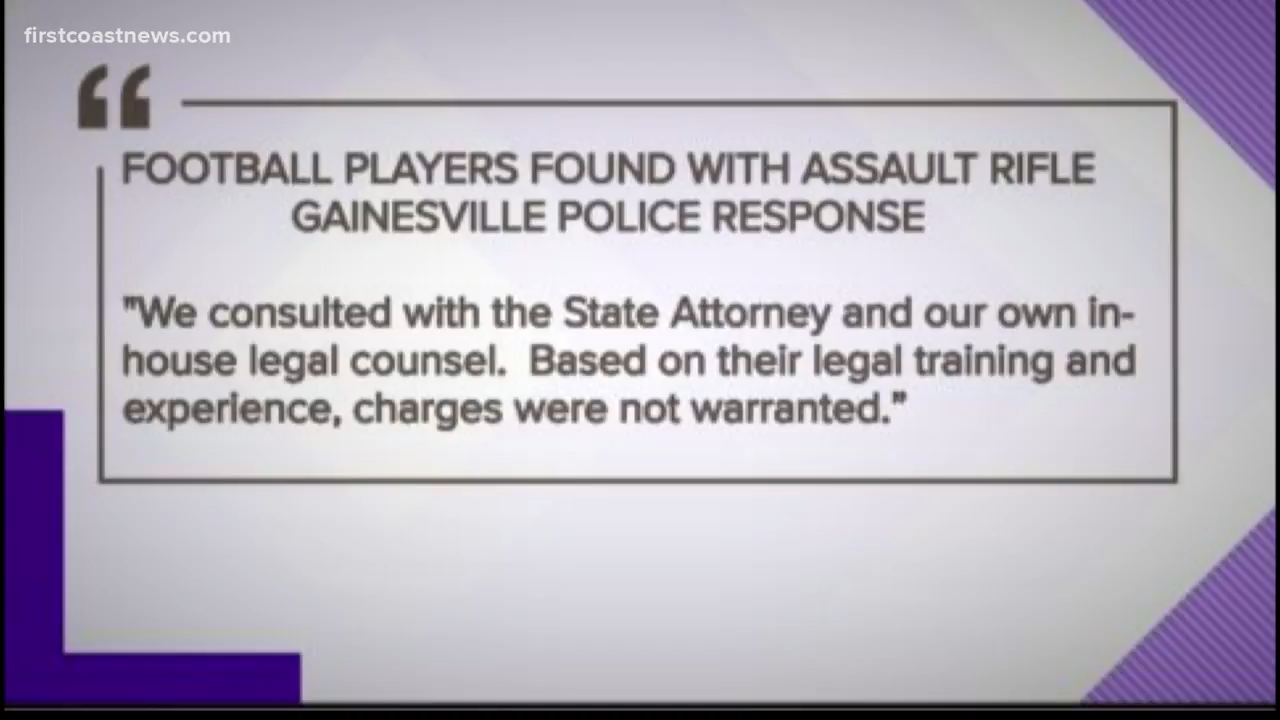 firstcoastnews.com
“
FOOTBALL PLAYERS FOUND WITH ASSAULT RIFLE
GAINESVILLE POLICE RESPONSE
"We consulted with the State Attorney and our own in-
house legal counsel.  Based on their legal training and
experience, charges were not warranted.”